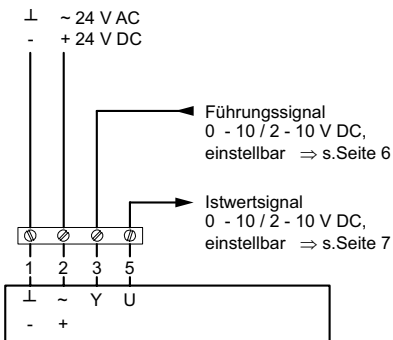 ⊥ ~ 24 V AC
- + 24 V DC
Führungssignal
0 - 10 / 2 - 10 V DC,
einstellbar ⇒ s.Seite 6
Istwertsignal
0 - 10 / 2 - 10 V DC,
einstellbar ⇒ s.Seite 7
1 2 3 5
⊥ ~ Y U
- +